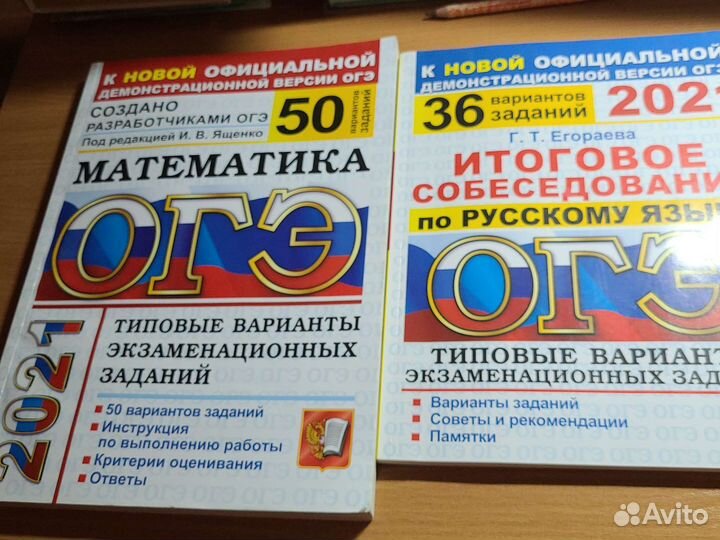 К НОВОЙ ОФИЦИАЛЬНОЙ
ДЕМОНСТРАЦИОННОЙ ВЕРСИИ ОГЭ
СОЗДАНО
РАЗРАБОТЧИКАМИ ОГЭ
Под редакцией И. В. Ященко
50
вариантов
заданий
МАТЕМАТИКА
ОГЭ
2021
ТИПОВЫЕ ВАРИАНТЫ
ЭКЗАМЕНАЦИОННЫХ
ЗАДАНИЙ
50 вариантов заданий
Инструкция
по выполнению работы
Критерии оценивания
Ответы
К НОВОЙ ОФИЦИАЛЬНОЙ
ДЕМОНСТРАЦИОННОЙ ВЕРСИИ ОГЭ
36 вариантов
заданий
2021
Г. Т. Егораева
ИТОГОВОЕ
СОБЕСЕДОВАНИ
по РУССКОМУ ЯЗЫ
ОГЭ
ТИПОВЫЕ ВАРИАНТ
ЭКЗАМЕНАЦИОННЫХ ЗАД
Варианты заданий
Советы и рекомендации
Памятки
Avito